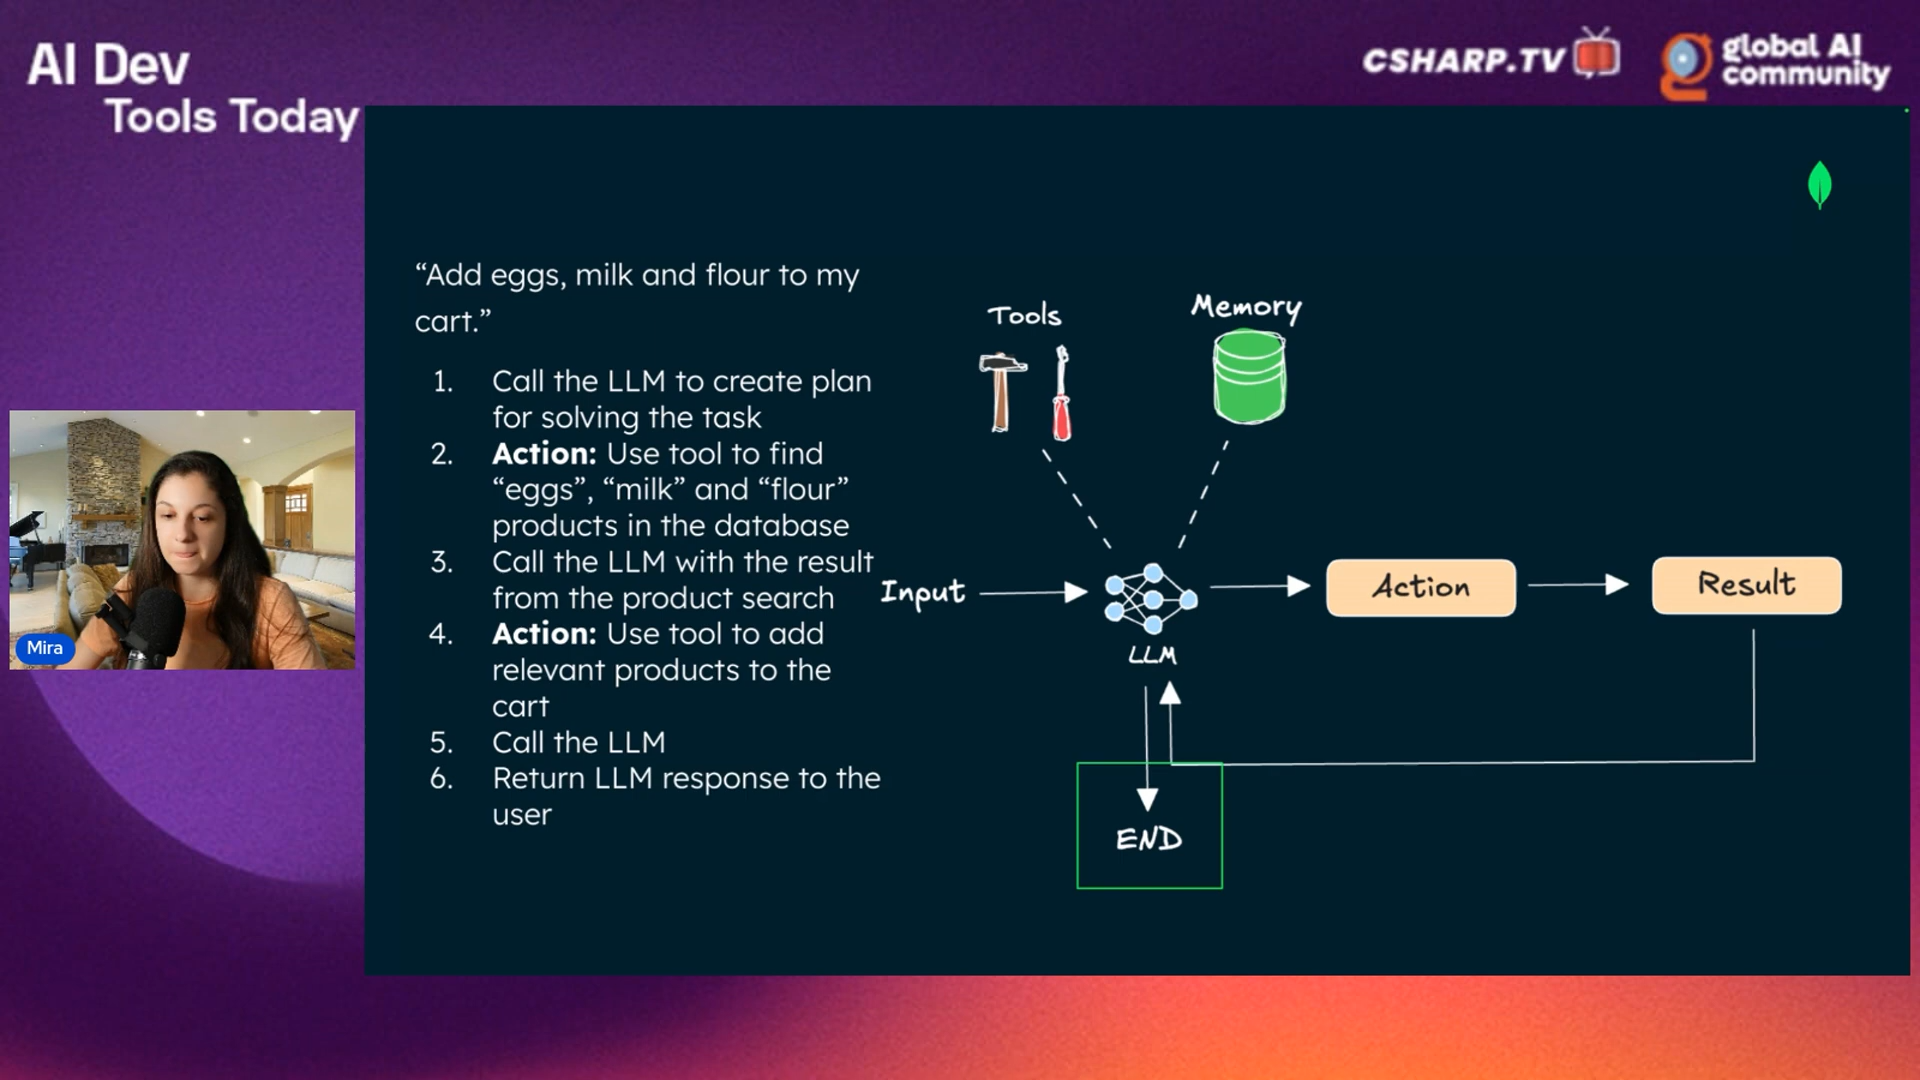 AI Dev
Tools Today
CSHARP.TV
global AI
community
“Add eggs, milk and flour to my
cart.”
1. Call the LLM to create plan
for solving the task
2. Action: Use tool to find
“eggs”, “milk” and “flour”
products in the database
3. Call the LLM with the result
from the product search
4. Action: Use tool to add
relevant products to the
cart
5. Call the LLM
6. Return LLM response to the
user
Tools
Memory
Input
LLM
Action
Result
END
Mira